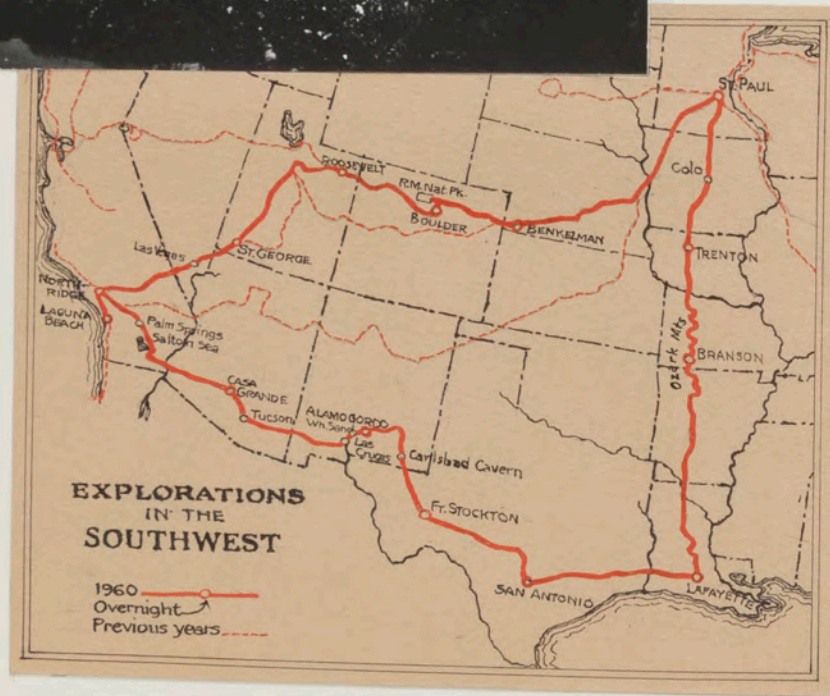 ST. PAUL
Colo
ROOSEVELT
R.M. Nat. Pk.
BOULDER
BENKELMAN
TRENTON
Las Vegas
ST. GEORGE
NORTH-
RIDGE
LAGUNA
BEACH
Palm Springs
Salton Sea
Ozark Mts
BRANSON
CASA
GRANDE
Tucson
ALAMOGORDO
Wh. Sand
Las
Cruces
Carlsbad Cavern
FT. STOCKTON
SAN ANTONIO
LAFAYETTE
EXPLORATIONS
IN THE
SOUTHWEST
1960
Overnight
Previous years